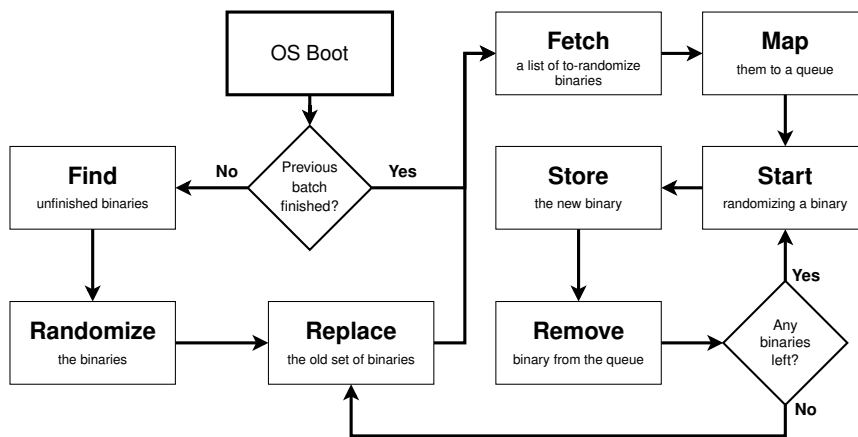 OS Boot
Previous
batch
finished?
No
Yes
Find
unfinished binaries
Randomize
the binaries
Replace
the old set of binaries
Fetch
a list of to-randomize
binaries
Map
them to a queue
Start
randomizing a binary
Store
the new binary
Remove
binary from the queue
Any
binaries
left?
Yes
No